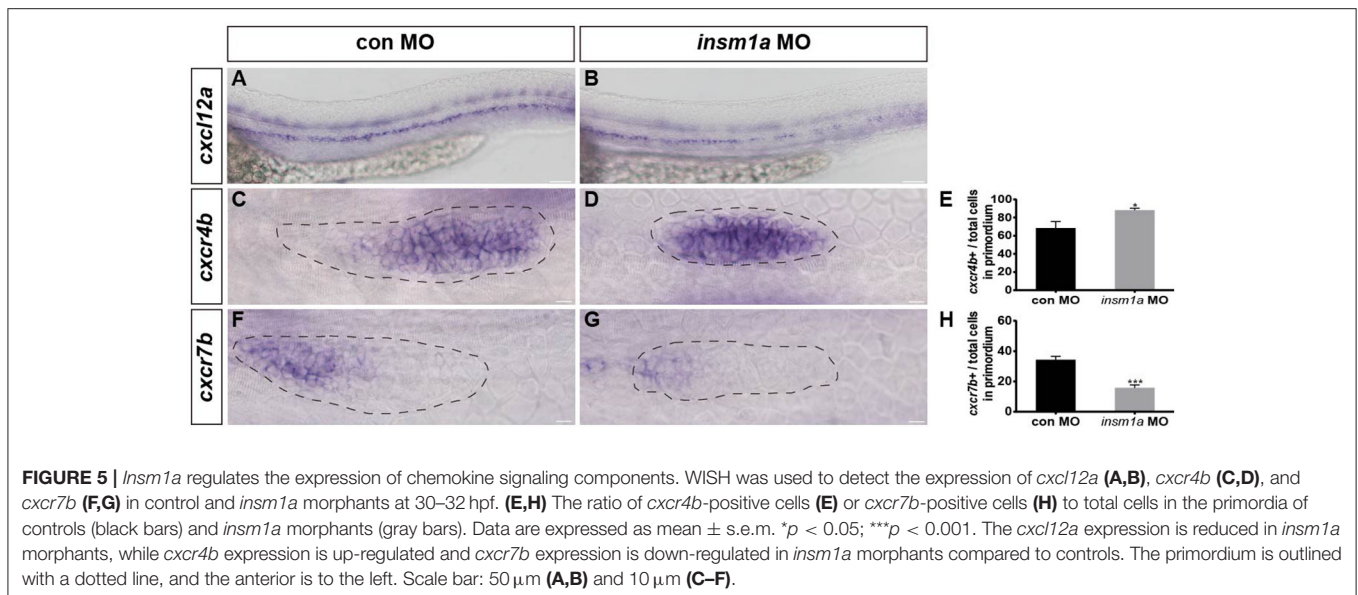 con MO
insm1a MO
cxcl12a
A
B
cxcr4b
C
D
E
cxcr4b+ / total cells
in primordium
100
80
60
40
20
0
*
con MO
insm1a MO
cxcr7b
F
G
H
cxcr7b+ / total cells
in primordium
60
40
20
0
***
con MO
insm1a MO
FIGURE 5 | Insm1a regulates the expression of chemokine signaling components. WISH was used to detect the expression of cxcl12a (A,B), cxcr4b (C,D), and
cxcr7b (F,G) in control and insm1a morphants at 30–32 hpf. (E,H) The ratio of cxcr4b-positive cells (E) or cxcr7b-positive cells (H) to total cells in the primordia of
controls (black bars) and insm1a morphants (gray bars). Data are expressed as mean ± s.e.m. *p < 0.05; ***p < 0.001. The cxcl12a expression is reduced in insm1a
morphants, while cxcr4b expression is up-regulated and cxcr7b expression is down-regulated in insm1a morphants compared to controls. The primordium is outlined
with a dotted line, and the anterior is to the left. Scale bar: 50 μm (A,B) and 10 μm (C–F).